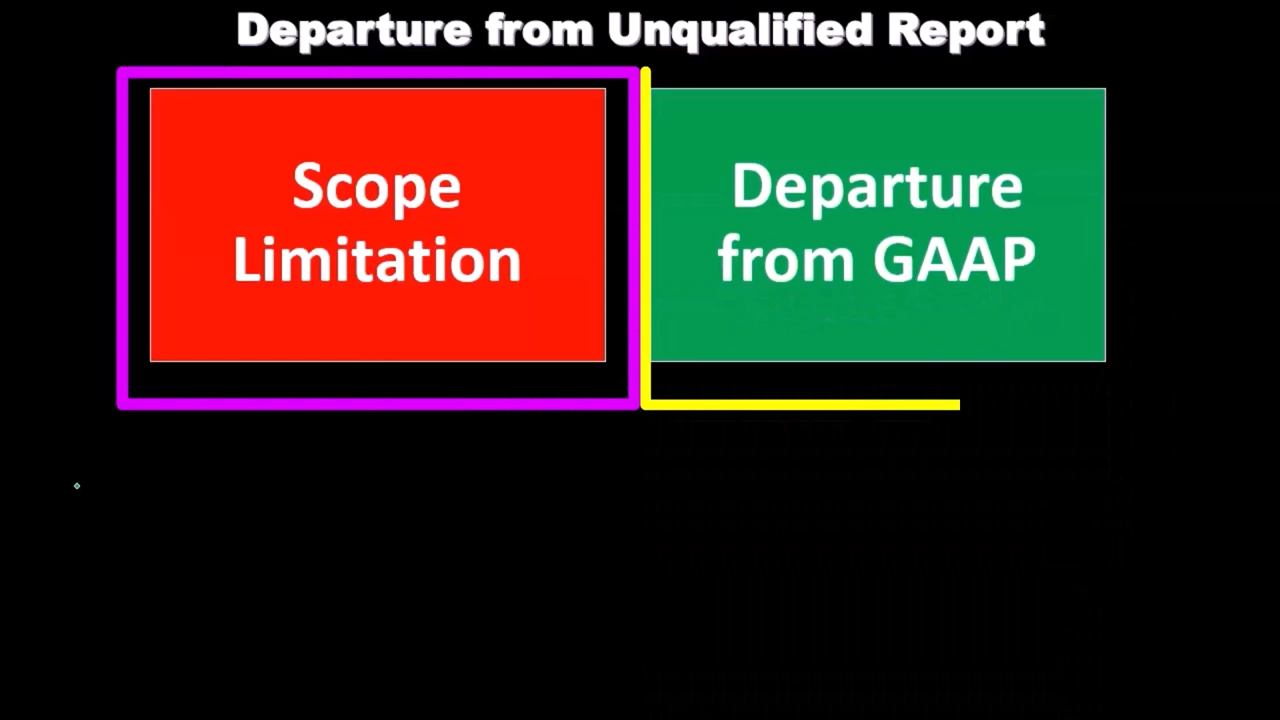 Departure from Unqualified Report
Scope
Limitation
Departure
from GAAP